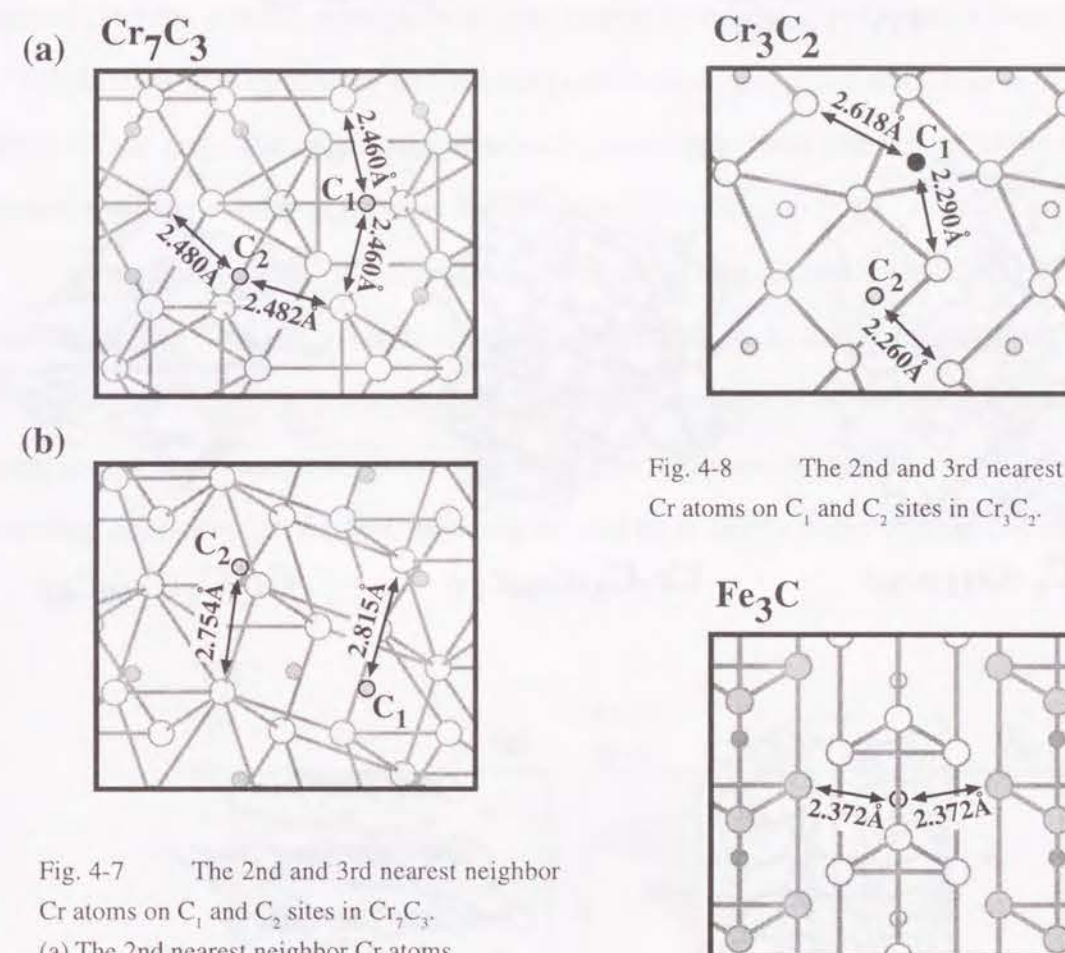 (a)
Cr7C3
2.460Å
C1
2.460Å
C2
2.480Å
2.482Å
(b)
C2
2.754Å
2.815Å
C1
Fig. 4-7 The 2nd and 3rd nearest neighbor
Cr atoms on C1 and C2 sites in Cr7C3.
(a) The 2nd nearest neighbor Cr atoms
Cr3C2
2.618Å
C1
2.290Å
C2
2.260Å
Fig. 4-8 The 2nd and 3rd nearest
Cr atoms on C1 and C2 sites in Cr3C2.
Fe3C
2.372Å
2.372Å